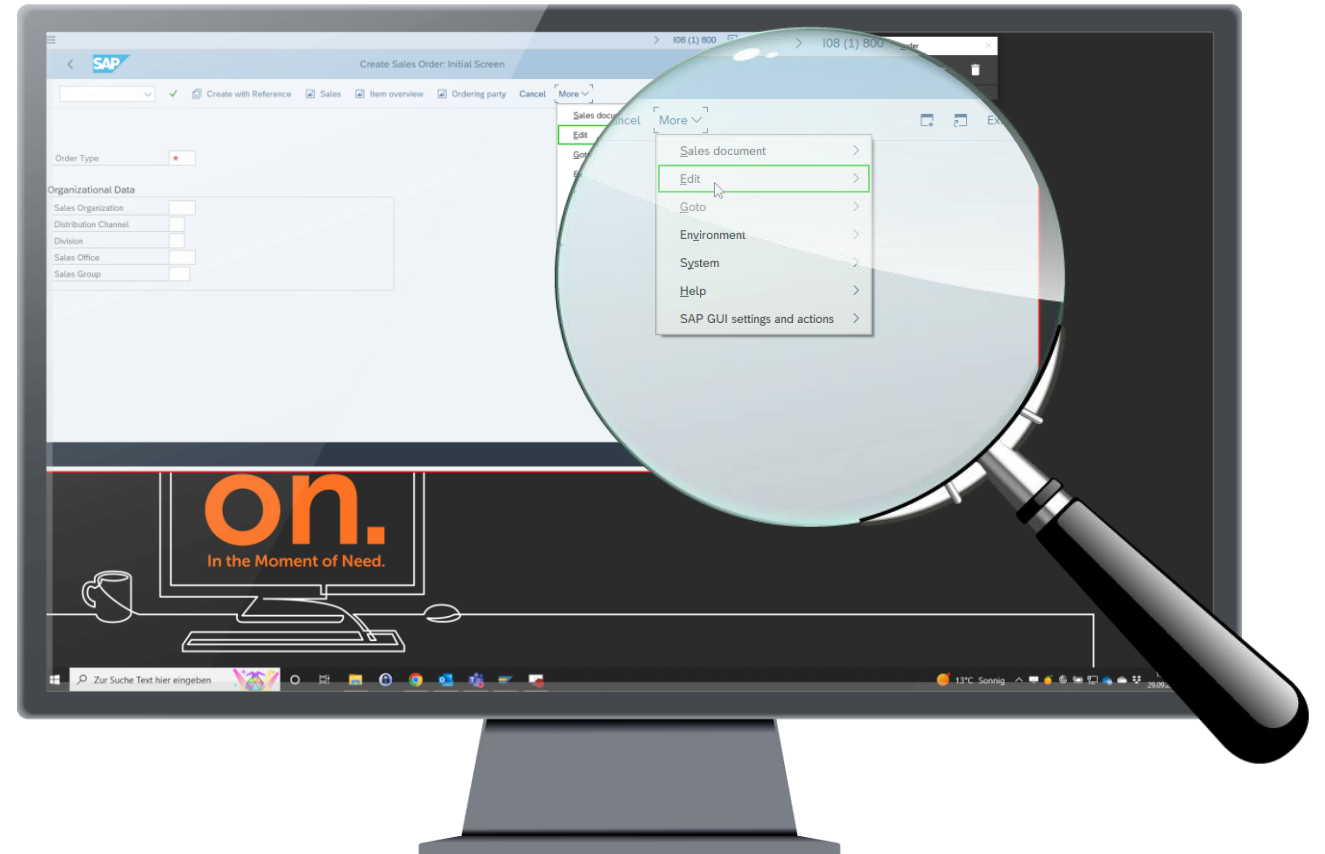 I08 (1) 800
SAP
Create Sales Order: Initial Screen
Create with Reference Sales Item overview Ordering party Cancel More
Sales docu
Edit
Order Type *
Organizational Data
Sales Organization
Distribution Channel
Division
Sales Office
Sales Group
I08 (1) 800
ncel More
Sales document
Edit
Goto
Environment
System
Help
SAP GUI settings and actions
on.
In the Moment of Need.
Zur Suche Text hier eingeben
13°C Sonnig